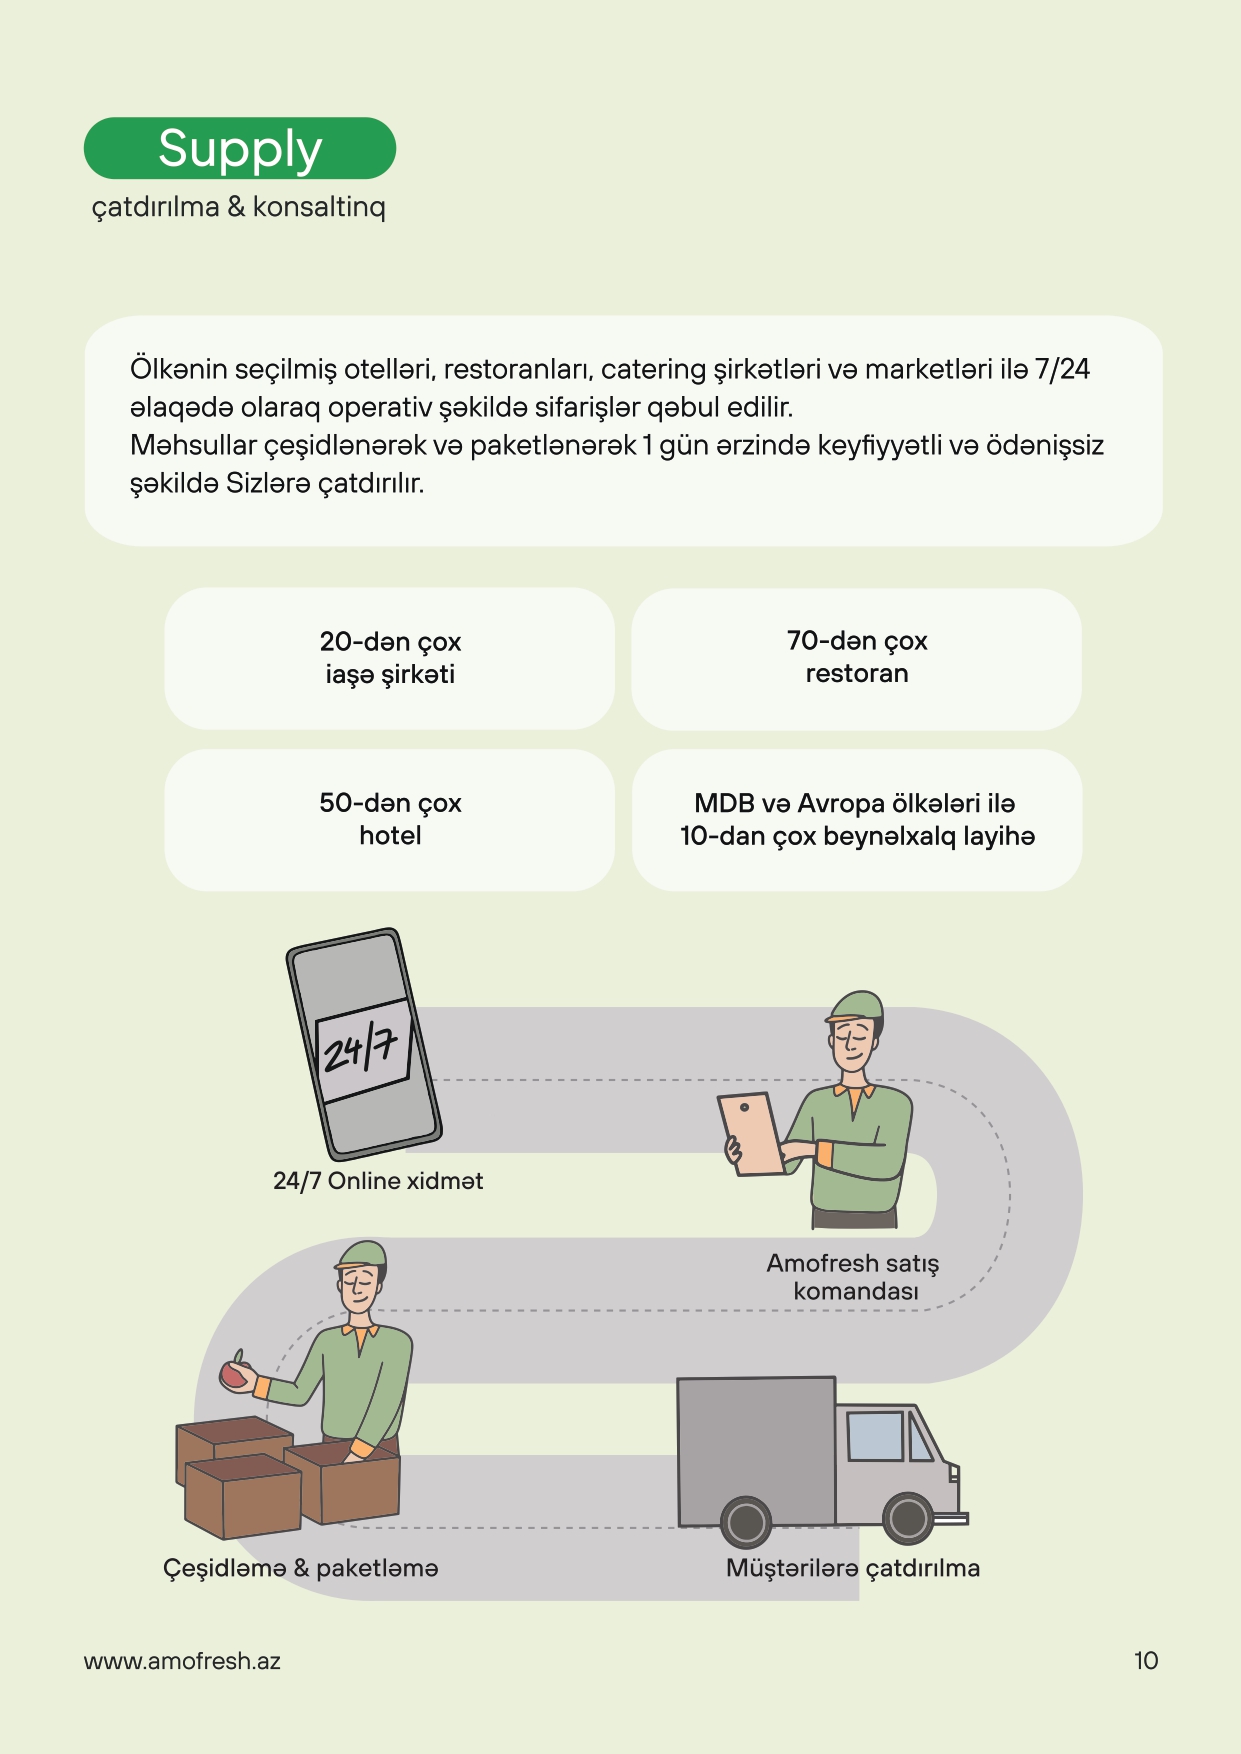 Supply
çatdırılma & konsaltinq
Ölkənin seçilmiş otelləri, restoranları, catering şirkətləri və marketləri ilə 7/24
əlaqədə olaraq operativ şəkildə sifarişlər qəbul edilir.
Məhsullar çeşidlənərək və paketlənərək 1 gün ərzində keyfiyyətli və ödənişsiz
şəkildə Sizlərə çatdırılır.
20-dən çox
iaşə şirkəti
70-dən çox
restoran
50-dən çox
hotel
MDB və Avropa ölkələri ilə
10-dan çox beynəlxalq layihə
24/7
24/7 Online xidmət
Amofresh satış
komandası
Çeşidləmə & paketləmə
Müştərilərə çatdırılma
www.amofresh.az
10